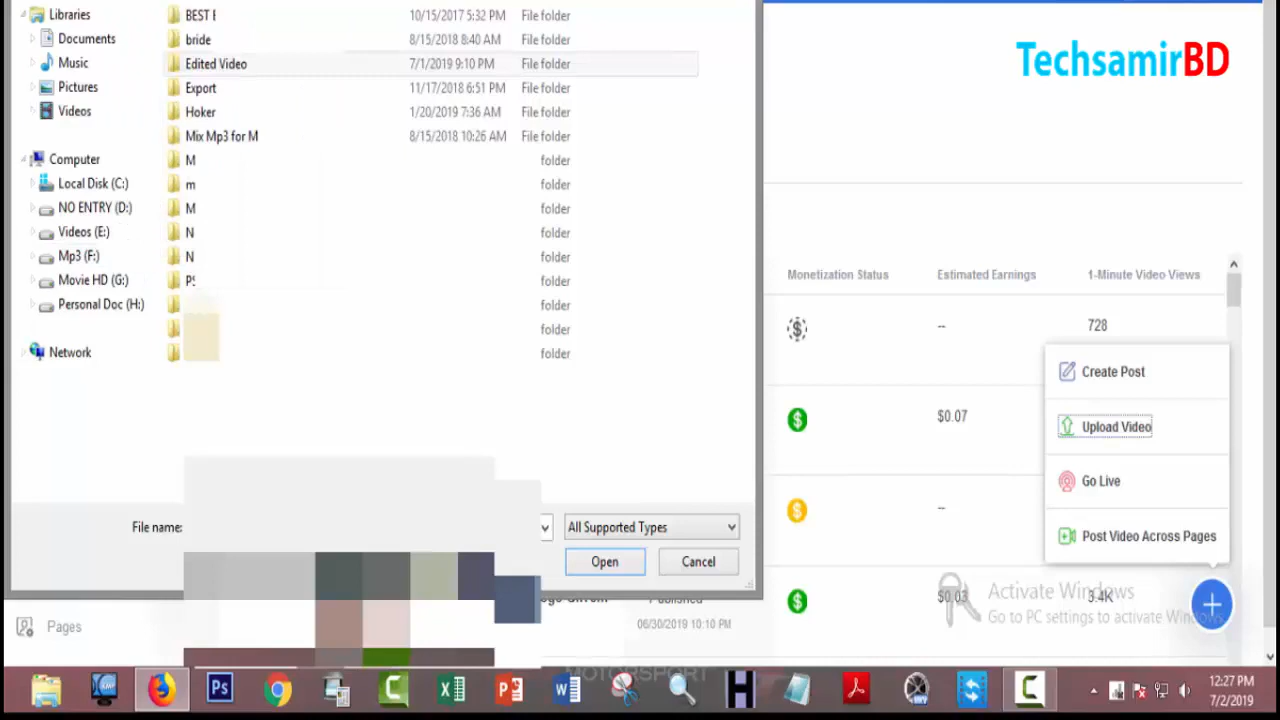 Libraries
BEST E
10/15/2017 5:32 PM
File folder
Documents
bride
8/15/2018 8:40 AM
File folder
TechsamirBD
Music
Edited Video
7/1/2019 9:10 PM
File folder
Pictures
Export
11/17/2018 6:51 PM
File folder
Videos
Hoker
1/20/2019 7:36 AM
File folder
Mix Mp3 for M
8/15/2018 10:26 AM
File folder
Computer
M
folder
Local Disk (C:)
m
folder
NO ENTRY (D:)
M
folder
Videos (E:)
N
folder
Mp3 (F:)
N
folder
Movie HD (G:)
folder
Personal Doc (H:)
folder
folder
Network
folder
Monetization Status
Estimated Earnings
1-Minute Video Views
--
728
Create Post
$0.07
Upload Video
Go Live
--
Post Video Across Pages
File name:
All Supported Types
Open
Cancel
Published
06/30/2019 10:10 PM
$0.03
3.4K
Activate Windows
Go to PC settings to activate Windows.
Pages
MOTORSPORT
12:27 PM
7/2/2019